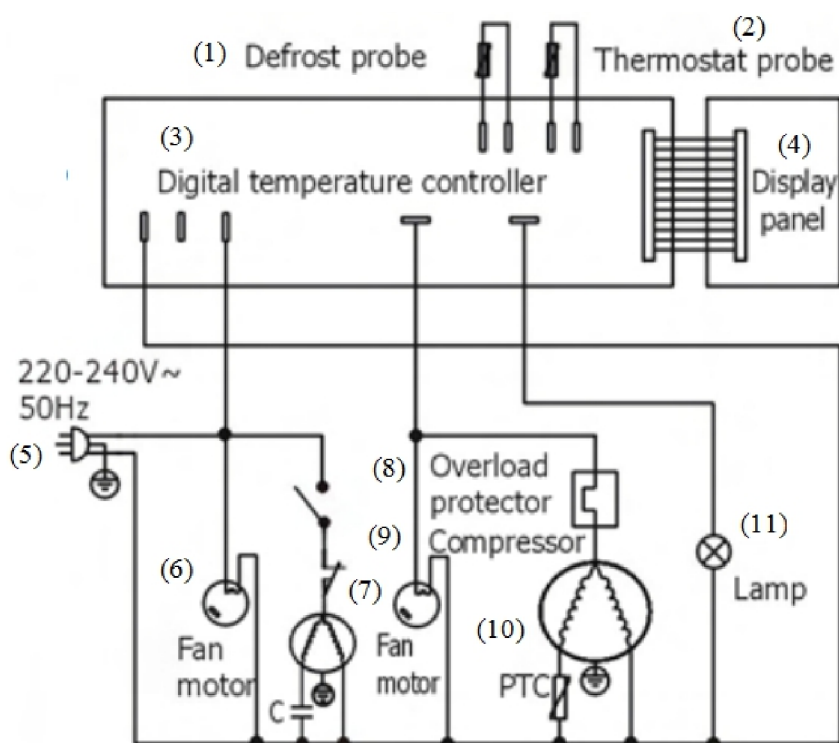 (1) Defrost probe
(2)
Thermostat probe
(3)
Digital temperature controller
(4)
Display
panel
220-240V~
50Hz
(5)
(8) Overload
protector
(9) Compressor
(11)
Lamp
(6)
Fan
motor
(7)
Fan
motor
(10)
PTC
C